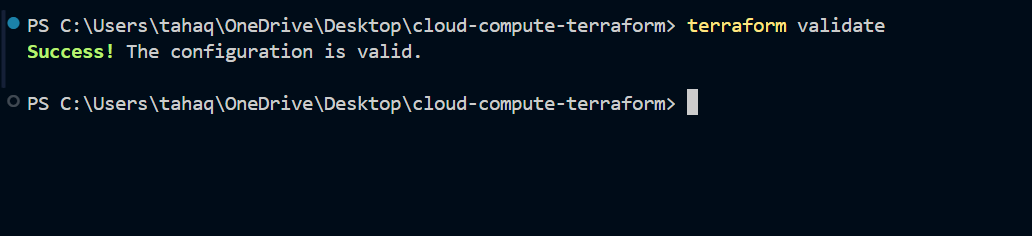 PS C:\Users\tahaq\OneDrive\Desktop\cloud-compute-terraform> terraform validate
Success! The configuration is valid.
PS C:\Users\tahaq\OneDrive\Desktop\cloud-compute-terraform>